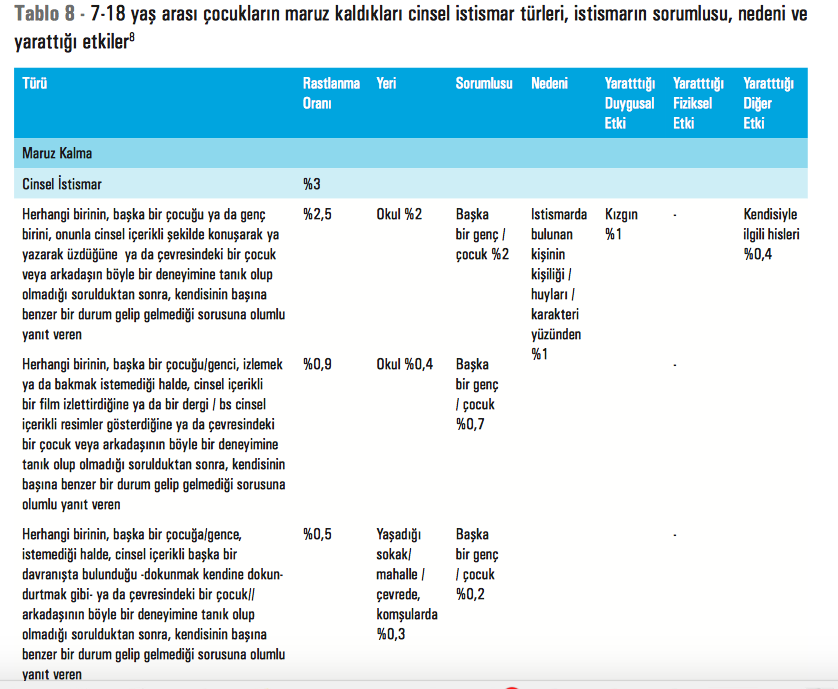 Tablo 8 - 7-18 yaş arası çocukların maruz kaldıkları cinsel istismar türleri, istismarın sorumlusu, nedeni ve
yarattığı etkiler8
Türü
Rastlanma
Oranı
Yeri
Sorumlusu
Nedeni
Yaratttığı
Duygusal
Etki
Yaratttığı
Fiziksel
Etki
Yaratttığı
Diğer
Etki
Maruz Kalma
Cinsel İstismar
%3
Herhangi birinin, başka bir çocuğu ya da genç
birini, onunla cinsel içerikli şekilde konuşarak ya
yazarak üzdüğüne ya da çevresindeki bir çocuk
veya arkadaşın böyle bir deneyimine tanık olup
olmadığı sorulduktan sonra, kendisinin başına
benzer bir durum gelip gelmediği sorusuna olumlu
yanıt veren
%2,5
Okul %2
Başka
bir genç /
çocuk %2
Istismarda
bulunan
kişinin
kişiliği /
huyları /
karakteri
yüzünden
%1
Kızgın
%1
-
Kendisiyle
ilgili hisleri
%0,4
Herhangi birinin, başka bir çocuğu/genci, izlemek
ya da bakmak istemediği halde, cinsel içerikli
bir film izlettirdiğine ya da bir dergi / bs cinsel
içerikli resimler gösterdiğine ya da çevresindeki
bir çocuk veya arkadaşının böyle bir deneyimine
tanık olup olmadığı sorulduktan sonra, kendisinin
başına benzer bir durum gelip gelmediği sorusuna
olumlu yanıt veren
%0,9
Okul %0,4
Başka
bir genç
/ çocuk
%0,7
-
Herhangi birinin, başka bir çocuğa/gence,
istemediği halde, cinsel içerikli başka bir
davranışta bulunduğu -dokunmak kendine dokun-
durtmak gibi- ya da çevresindeki bir çocuk//
arkadaşının böyle bir deneyimine tanık olup
olmadığı sorulduktan sonra, kendisinin başına
benzer bir durum gelip gelmediği sorusuna olumlu
yanıt veren
%0,5
Yaşadığı
sokak/
mahalle /
çevrede,
komşularda
%0,3
Başka
bir genç
/ çocuk
%0,2
-